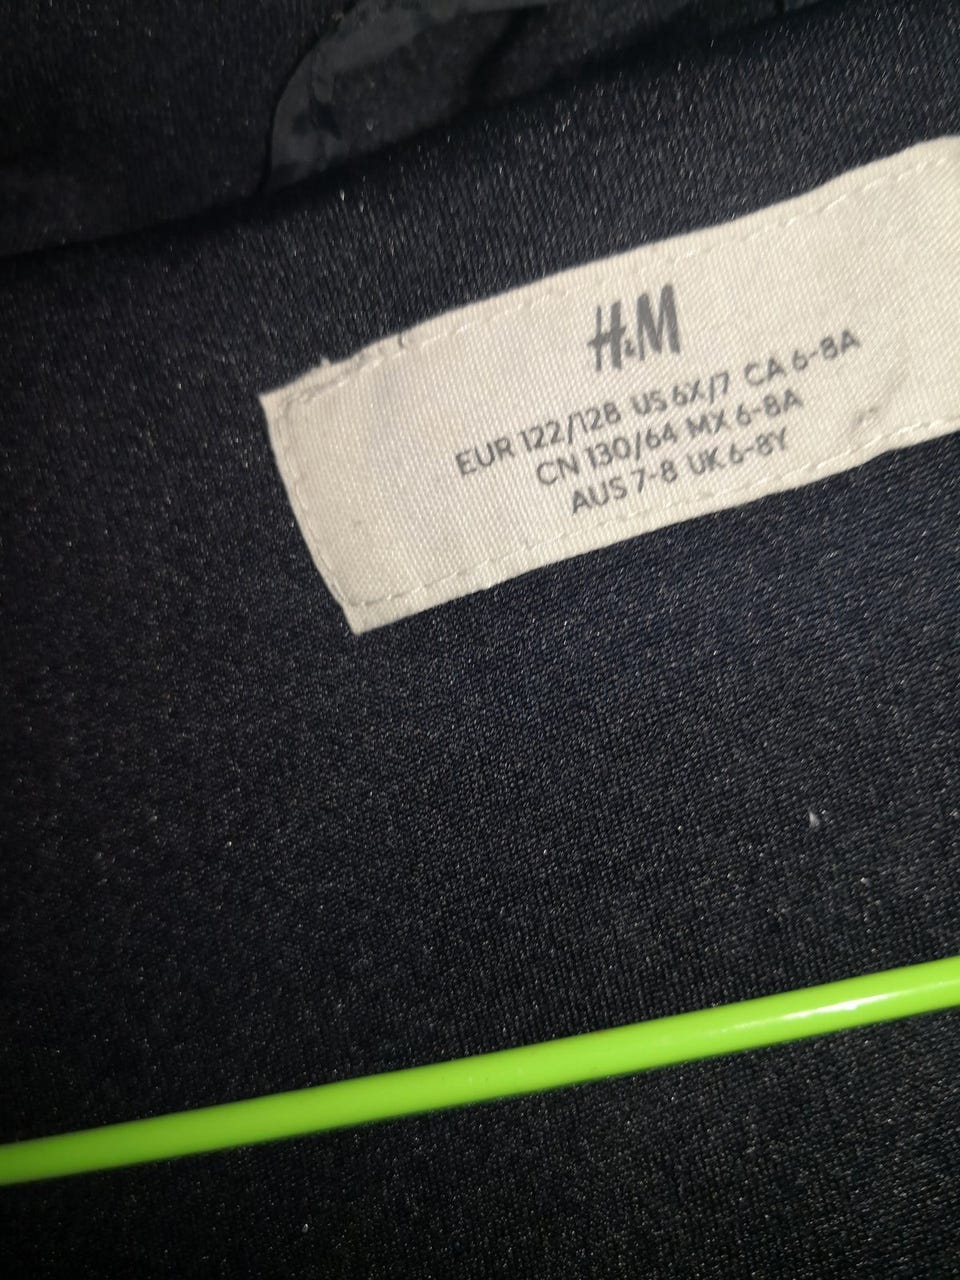 H&M
EUR 122/128 US 6X/7 CA 6-8A
CN 130/64 MX 6-8A
AUS 7-8 UK 6-8Y